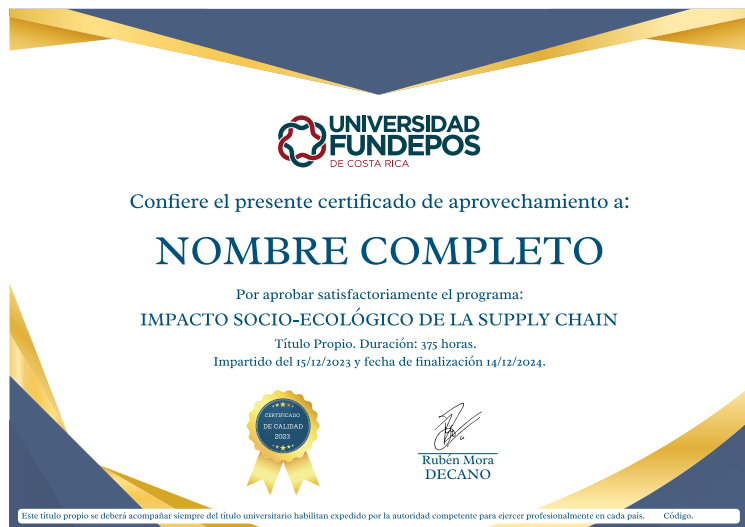 UNIVERSIDAD
FUNDEPOS
DE COSTA RICA
Confiere el presente certificado de aprovechamiento a:
NOMBRE COMPLETO
Por aprobar satisfactoriamente el programa:
IMPACTO SOCIO-ECOLÓGICO DE LA SUPPLY CHAIN
Título Propio. Duración: 375 horas.
Impartido del 15/12/2023 y fecha de finalización 14/12/2024.
CERTIFICADO
DE CALIDAD
2023
Rubén Mora
DECANO
Este título propio se deberá acompañar siempre del título universitario habilitan expedido por la autoridad competente para ejercer profesionalmente en cada país. Código.